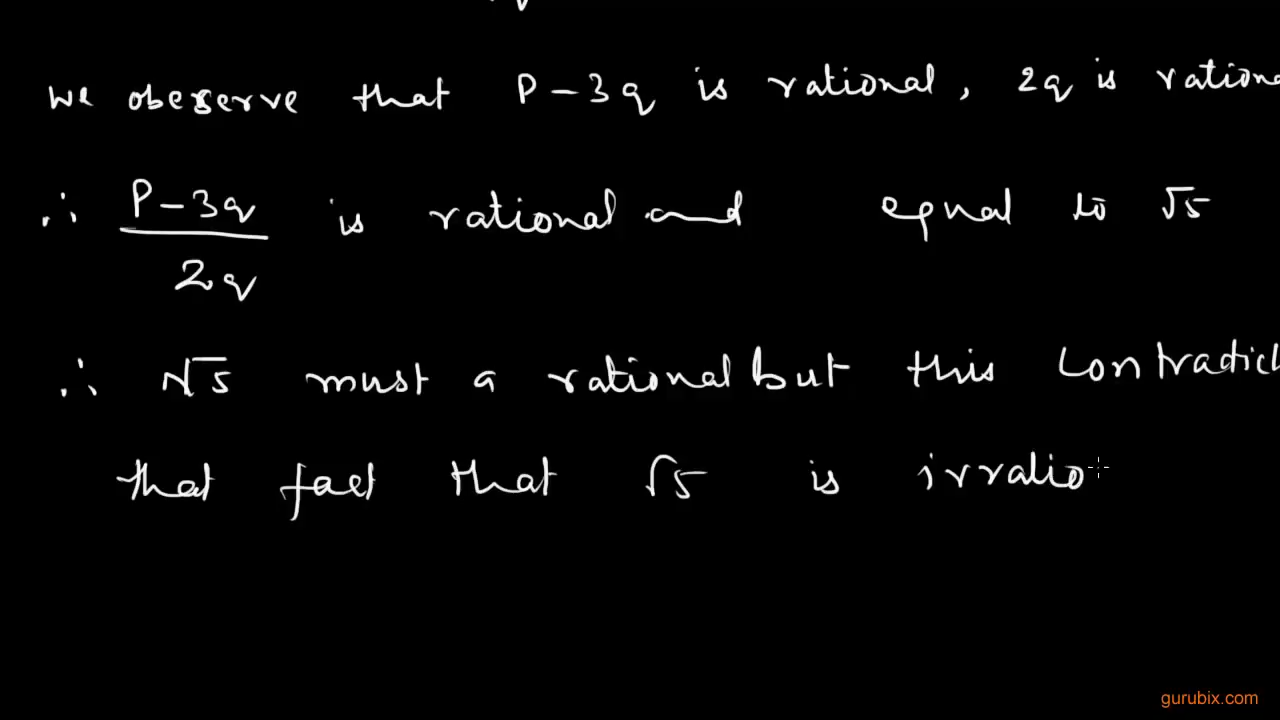 we obeserve that P - 3q is rational, 2q is rationa
∴ P - 3q / 2q is rational and equal to √5
∴ √5 must a rational but this contradict
that fact that √5 is irratio
gurubix.com